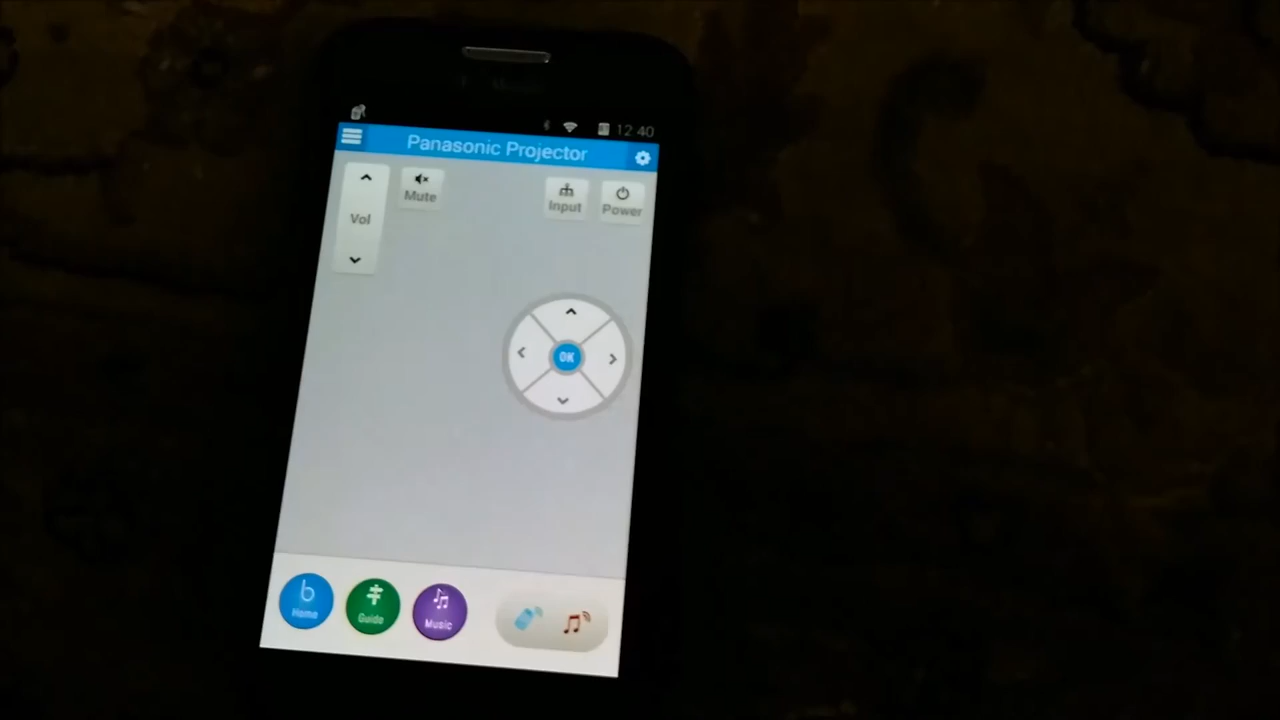 12:40
Panasonic Projector
Mute
Input
Power
Vol
OK
b
Home
Guide
Music